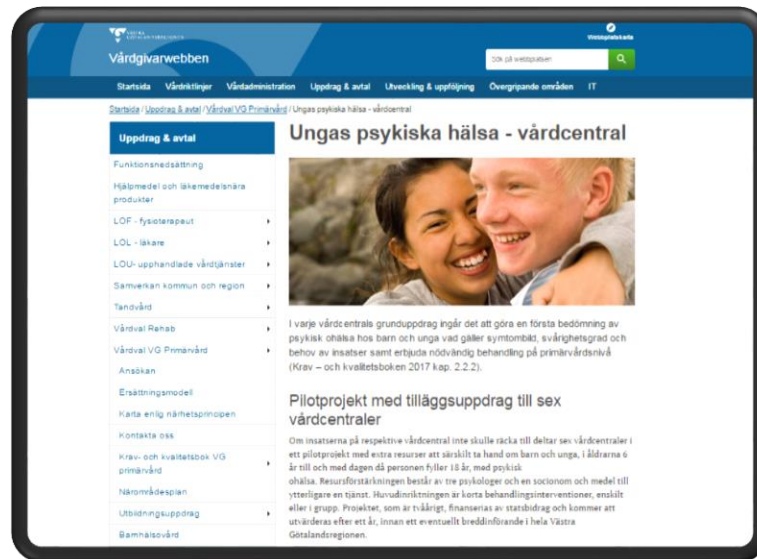 VÄSTRA
GÖTALANDSREGIONEN
Webbplatskarta
Vårdgivarwebben
Sök på webbplatsen
Startsida Vårdriktlinjer Vårdadministration Uppdrag & avtal Utveckling & uppföljning Övergripande områden IT
Startsida / Uppdrag & avtal / Vårdval VG Primärvård / Ungas psykiska hälsa - vårdcentral
Uppdrag & avtal
Funktionsnedsättning
Hjälpmedel och läkemedelsnära
produkter
LOF - fysioterapeut
LOL - läkare
LOU- upphandlade vårdtjänster
Samverkan kommun och region
Tandvård
Vårdval Rehab
Vårdval VG Primärvård
Ansökan
Ersättningsmodell
Karta enlig närhetsprincipen
Kontakta oss
Krav- och kvalitetsbok VG
primärvård
Närområdesplan
Utbildningsuppdrag
Barnhälsovård
Ungas psykiska hälsa - vårdcentral
I varje vårdcentrals grunduppdrag ingår det att göra en första bedömning av
psykisk ohälsa hos barn och unga vad gäller symtombild, svårighetsgrad och
behov av insatser samt erbjuda nödvändig behandling på primärvårdsnivå
(Krav – och kvalitetsboken 2017 kap. 2.2.2).
Pilotprojekt med tilläggsuppdrag till sex
vårdcentraler
Om insatserna på respektive vårdcentral inte skulle räcka till deltar sex vårdcentraler i
ett pilotprojekt med extra resurser att särskilt ta hand om barn och unga, i åldrarna 6
år till och med dagen då personen fyller 18 år, med psykisk
ohälsa. Resursförstärkningen består av tre psykologer och en socionom och medel till
ytterligare en tjänst. Huvudinriktningen är korta behandlingsinterventioner, enskilt
eller i grupp. Projektet, som är tvåårigt, finansieras av statsbidrag och kommer att
utvärderas efter ett år, innan ett eventuellt breddinförande i hela Västra
Götalandsregionen.